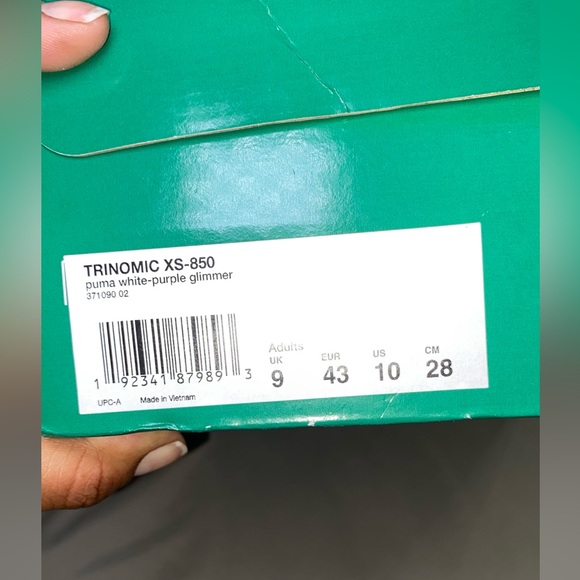 TRINOMIC XS-850
puma white-purple glimmer
371090 02
Adults
UK EUR US CM
9 43 10 28
1 92341 87989 3
UPC-A Made in Vietnam